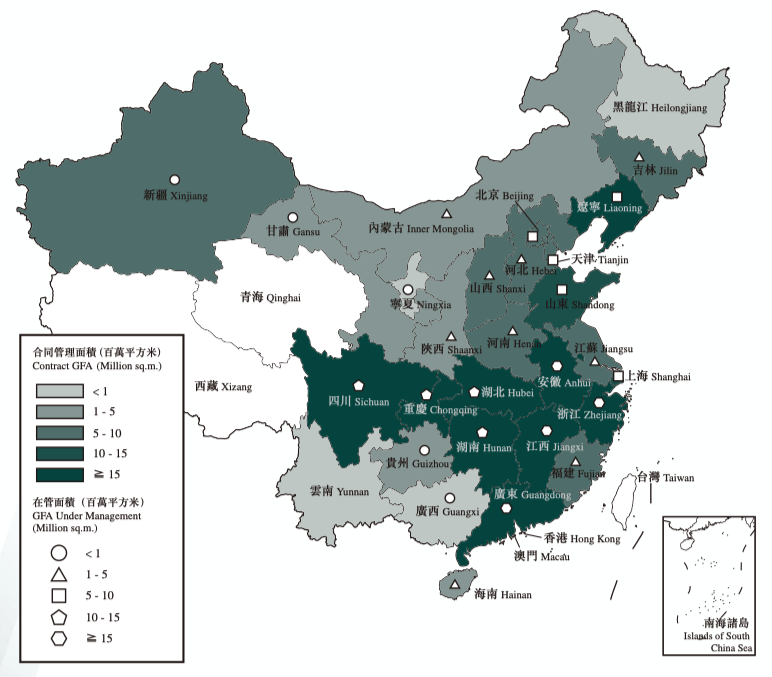 黑龍江 Heilongjiang
吉林 Jilin
新疆 Xinjiang
北京 Beijing
遼寧 Liaoning
甘肅 Gansu
內蒙古 Inner Mongolia
天津 Tianjin
河北 Hebei
山西 Shanxi
青海 Qinghai
寧夏 Ningxia
山東 Shandong
陝西 Shaanxi
河南 Henan
江蘇 Jiangsu
上海 Shanghai
安徽 Anhui
西藏 Xizang
四川 Sichuan
重慶 Chongqing
湖北 Hubei
浙江 Zhejiang
湖南 Hunan
江西 Jiangxi
貴州 Guizhou
福建 Fujian
台灣 Taiwan
雲南 Yunnan
廣西 Guangxi
廣東 Guangdong
香港 Hong Kong
澳門 Macau
海南 Hainan
合同管理面積（百萬平方米）
Contract GFA (Million sq.m.)
< 1
1 - 5
5 - 10
10 - 15
≧ 15
在管面積（百萬平方米）
GFA Under Management
(Million sq.m.)
< 1
1 - 5
5 - 10
10 - 15
≧ 15
南海諸島
Islands of South
China Sea